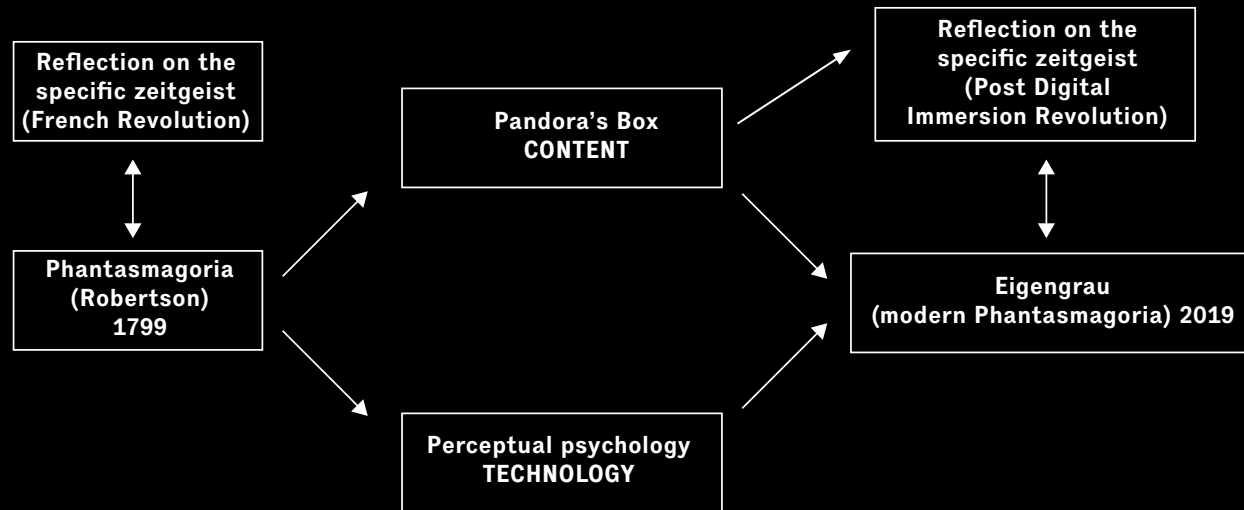 Reflection on the
specific zeitgeist
(French Revolution)
Phantasmagoria
(Robertson)
1799
Pandora’s Box
CONTENT
Perceptual psychology
TECHNOLOGY
Reflection on the
specific zeitgeist
(Post Digital
Immersion Revolution)
Eigengrau
(modern Phantasmagoria) 2019